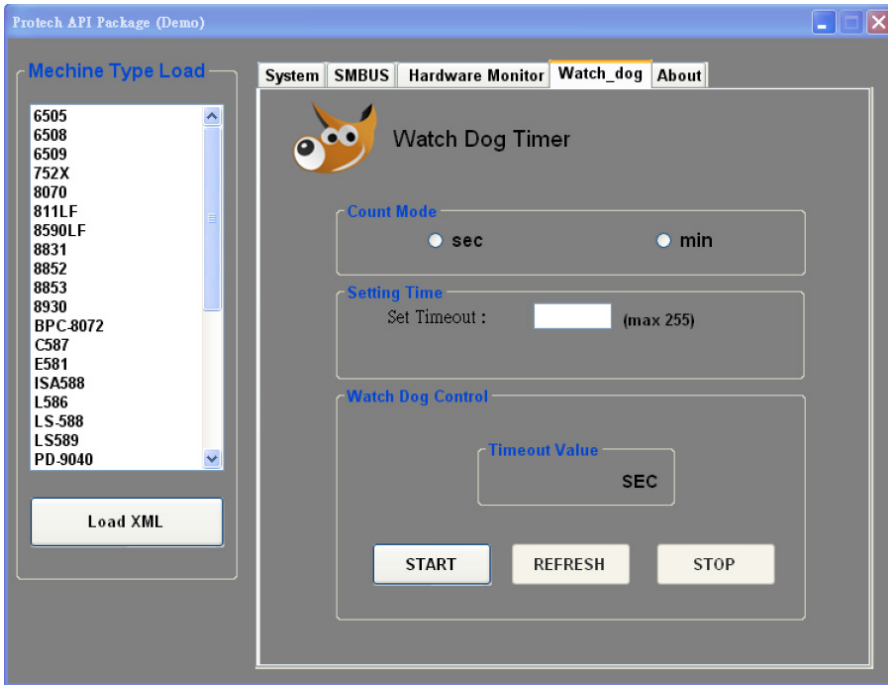 Protech API Package (Demo)
Mechine Type Load
6505
6508
6509
752X
8070
811LF
8590LF
8831
8852
8853
8930
BPC-8072
C587
E581
ISA588
L586
LS-588
LS589
PD-9040
Load XML
System SMBUS Hardware Monitor Watch_dog About
Watch Dog Timer
Count Mode
sec min
Setting Time
Set Timeout : (max 255)
Watch Dog Control
Timeout Value
SEC
START REFRESH STOP